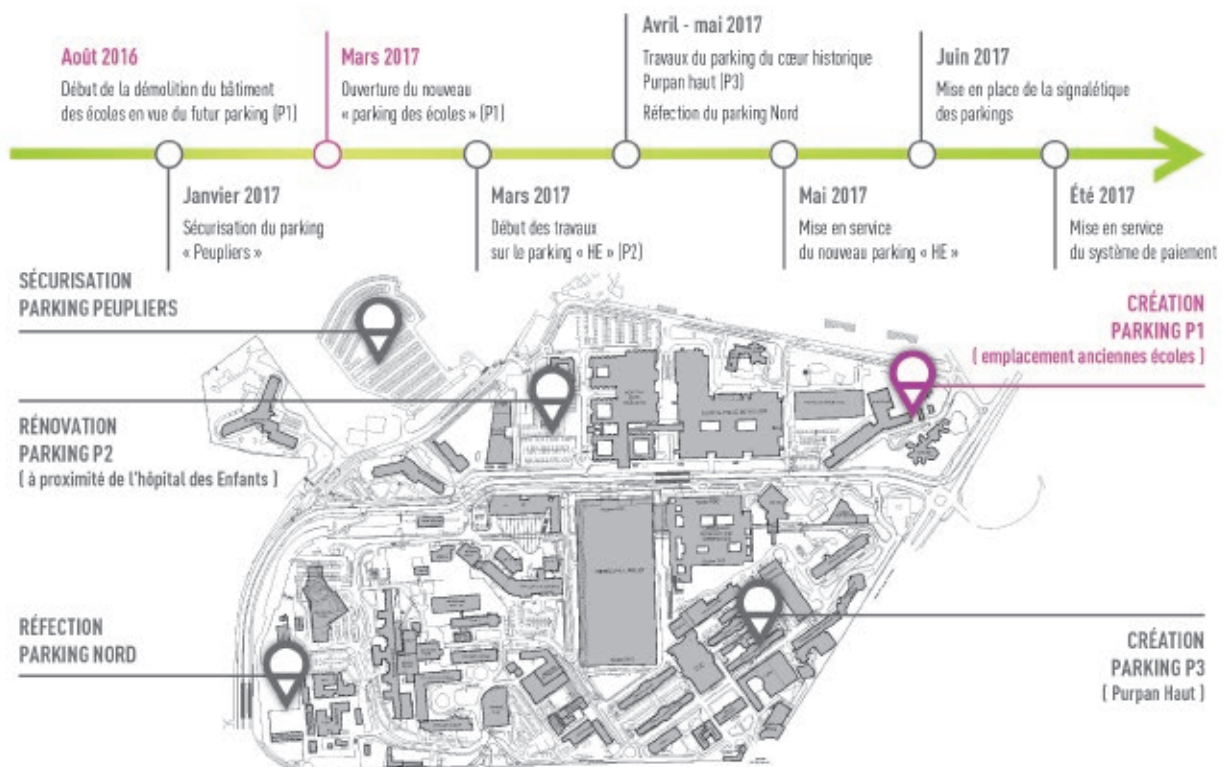 Août 2016
Début de la démolition du bâtiment
des écoles en vue du futur parking (P1)
Mars 2017
Ouverture du nouveau
« parking des écoles » (P1)
Avril - mai 2017
Travaux du parking du cœur historique
Purpan haut (P3)
Réfection du parking Nord
Juin 2017
Mise en place de la signalétique
des parkings
Janvier 2017
Sécurisation du parking
« Peupliers »
Mars 2017
Début des travaux
sur le parking « HE » (P2)
Mai 2017
Mise en service
du nouveau parking « HE »
Été 2017
Mise en service
du système de paiement
SÉCURISATION
PARKING PEUPLIERS
RÉNOVATION
PARKING P2
( à proximité de l'hôpital des Enfants )
RÉFECTION
PARKING NORD
CRÉATION
PARKING P1
( emplacement anciennes écoles )
CRÉATION
PARKING P3
( Purpan Haut )